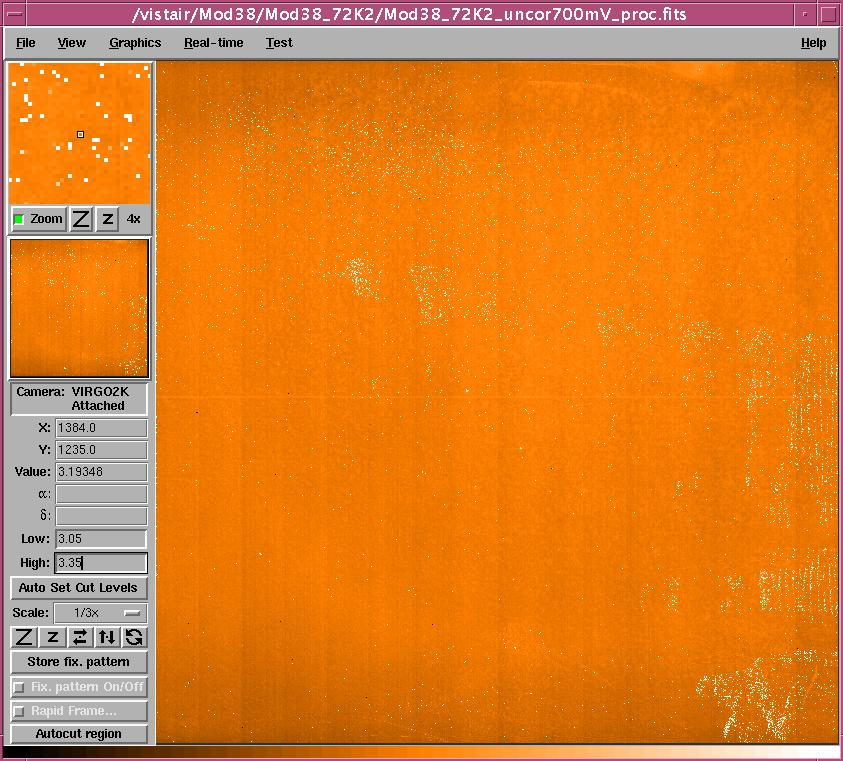 /vistair/Mod38/Mod38_72K2/Mod38_72K2_uncor700mV_proc.fits
File View Graphics Real-time Test Help
Zoom Z z 4x
Camera: VIRGO2K
Attached
X: 1384.0
Y: 1235.0
Value: 3.19348
α:
δ:
Low: 3.05
High: 3.35
Auto Set Cut Levels
Scale: 1/3x
Z z
Store fix. pattern
Fix. pattern On/Off
Rapid Frame...
Autocut region